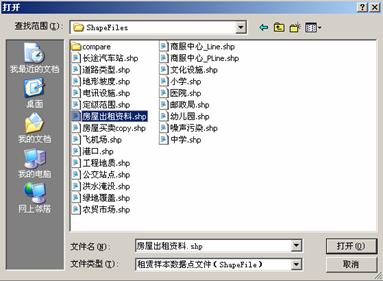 打开
查找范围(I):
ShapeFiles
我最近的文档
桌面
我的文档
我的电脑
网上邻居
compare
长途汽车站.shp
道路类型.shp
地形坡度.shp
电讯设施.shp
定级范围.shp
房屋出租资料.shp
房屋买卖copy.shp
飞机场.shp
港口.shp
工程地质.shp
公交站点.shp
洪水淹没.shp
绿地覆盖.shp
农贸市场.shp
商服中心_Line.shp
商服中心_PLine.shp
文化设施.shp
小学.shp
医院.shp
邮政局.shp
幼儿园.shp
噪声污染.shp
中学.shp
文件名(N):
房屋出租资料.shp
打开(O)
文件类型(T):
租赁样本数据点文件(ShapeFile)
取消